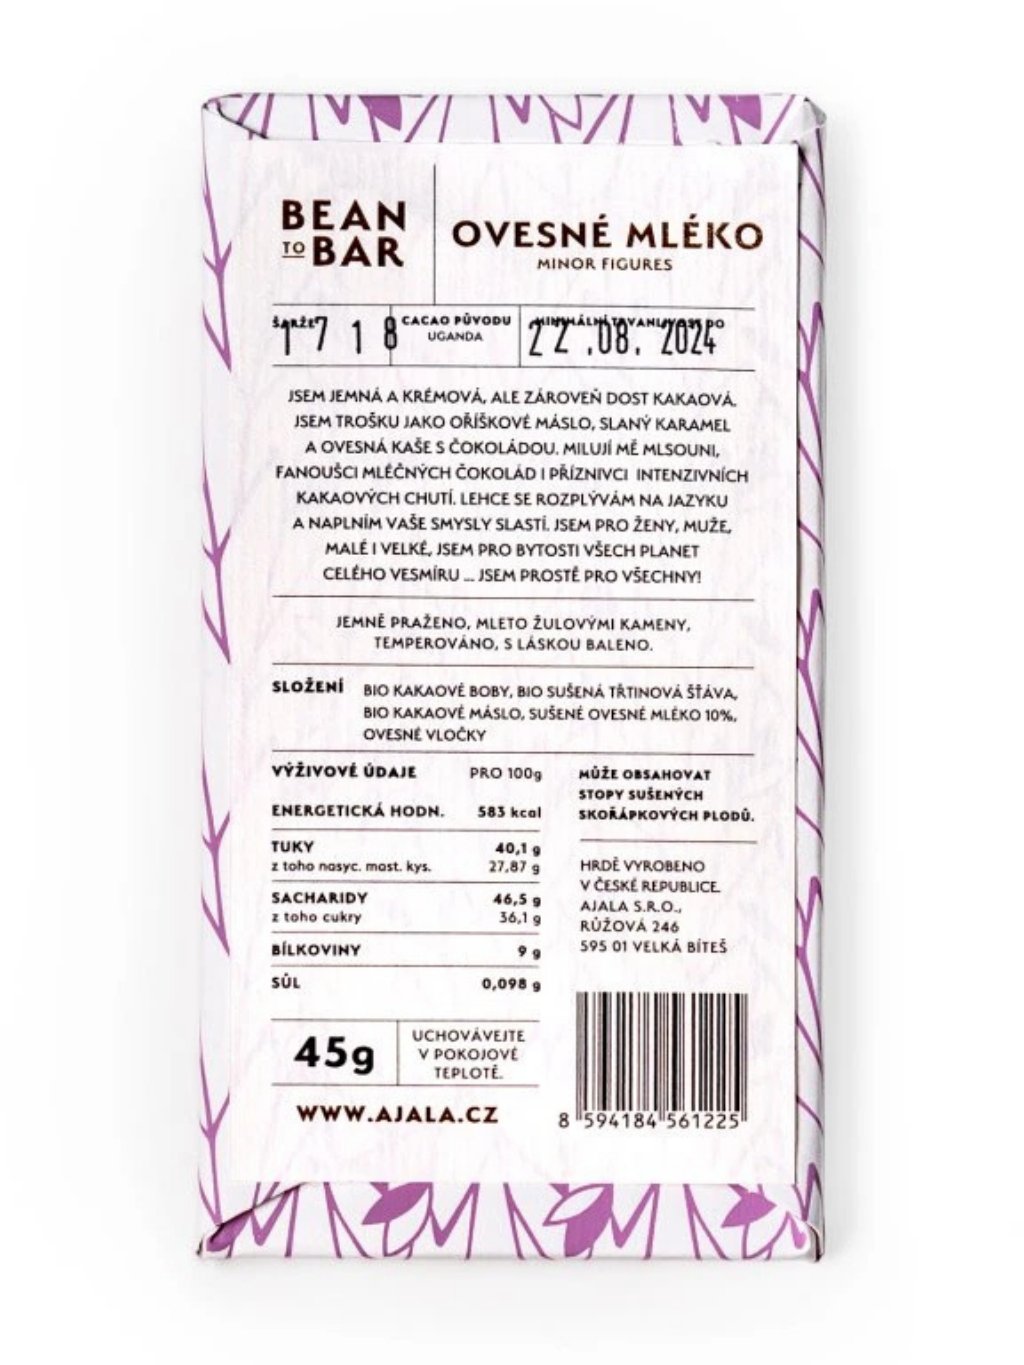 BEAN
TO BAR
OVESNÉ MLÉKO
MINOR FIGURES
ŠARŽE
1718
CACAO PŮVODU
UGANDA
MINIMÁLNÍ TRVANLIVOST DO
22.08.2024
JSEM JEMNÁ A KRÉMOVÁ, ALE ZÁROVEŇ DOST KAKAOVÁ.
JSEM TROŠKU JAKO OŘÍŠKOVÉ MÁSLO, SLANÝ KARAMEL
A OVESNÁ KAŠE S ČOKOLÁDOU. MILUJÍ MĚ MLSOUNI,
FANOUŠCI MLÉČNÝCH ČOKOLÁD I PŘÍZNIVCI INTENZIVNÍCH
KAKAOVÝCH CHUTÍ. LEHCE SE ROZPLÝVÁM NA JAZYKU
A NAPLNÍM VAŠE SMYSLY SLASTÍ. JSEM PRO ŽENY, MUŽE,
MALÉ I VELKÉ, JSEM PRO BYTOSTI VŠECH PLANET
CELÉHO VESMÍRU ... JSEM PROSTĚ PRO VŠECHNY!
JEMNĚ PRAŽENO, MLETO ŽULOVÝMI KAMENY,
TEMPEROVÁNO, S LÁSKOU BALENO.
SLOŽENÍ
BIO KAKAOVÉ BOBY, BIO SUŠENÁ TŘTINOVÁ ŠŤÁVA,
BIO KAKAOVÉ MÁSLO, SUŠENÉ OVESNÉ MLÉKO 10%,
OVESNÉ VLOČKY
VÝŽIVOVÉ ÚDAJE PRO 100g
ENERGETICKÁ HODN. 583 kcal
TUKY 40,1 g
z toho nasyc. mast. kys. 27,87 g
SACHARIDY 46,5 g
z toho cukry 36,1 g
BÍLKOVINY 9 g
SŮL 0,098 g
MŮŽE OBSAHOVAT
STOPY SUŠENÝCH
SKOŘÁPKOVÝCH PLODŮ.
HRDĚ VYROBENO
V ČESKÉ REPUBLICE.
AJALA S.R.O.,
RŮŽOVÁ 246
595 01 VELKÁ BÍTEŠ
45g
UCHOVÁVEJTE
V POKOJOVÉ
TEPLOTĚ.
WWW.AJALA.CZ
8 594184 561225